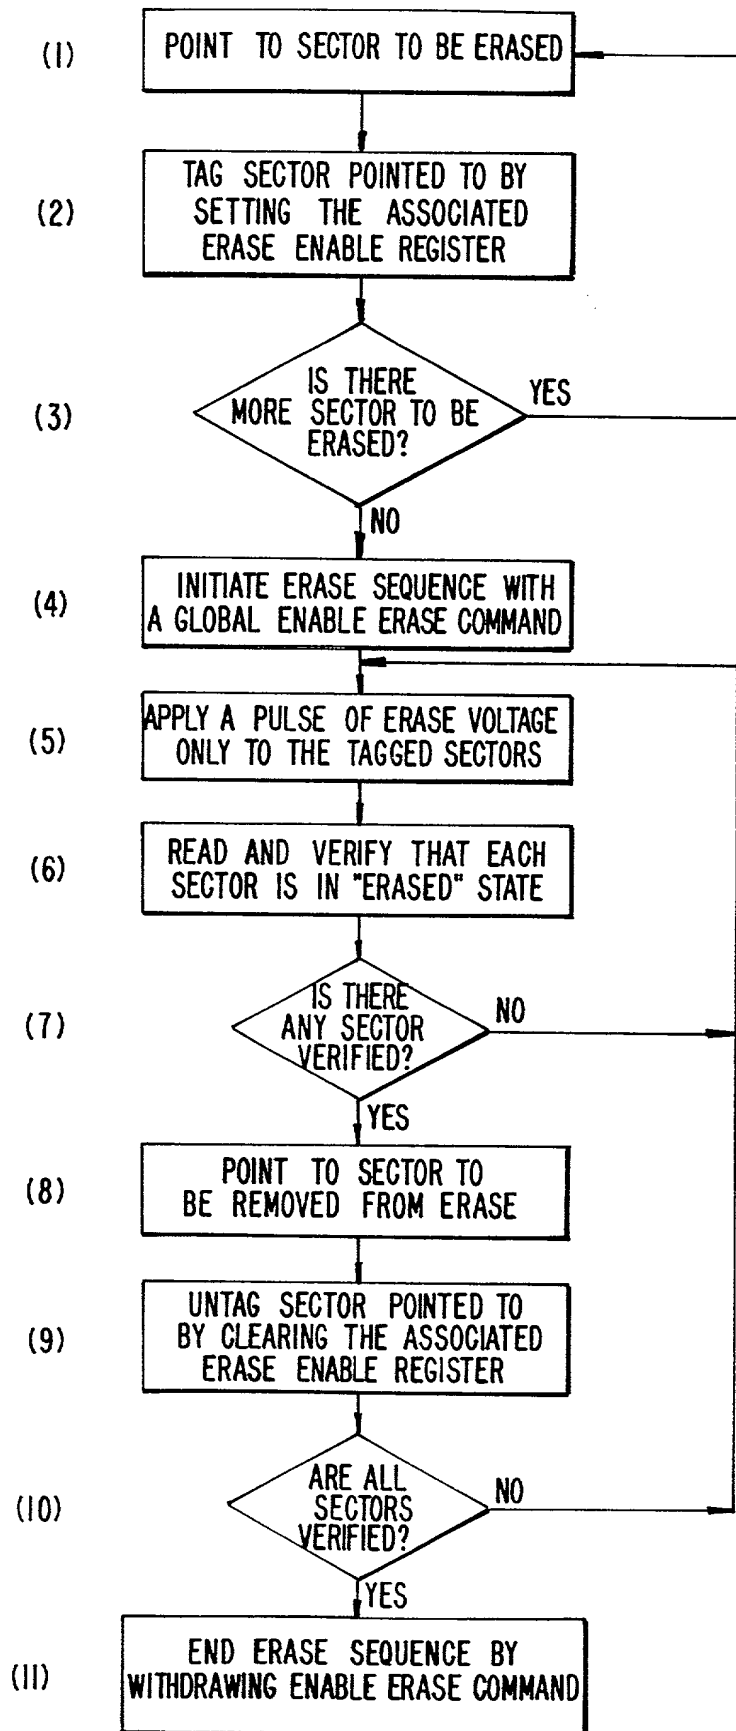 (1)
POINT TO SECTOR TO BE ERASED
(2)
TAG SECTOR POINTED TO BY
SETTING THE ASSOCIATED
ERASE ENABLE REGISTER
(3)
IS THERE
MORE SECTOR TO BE
ERASED?
YES
NO
(4)
INITIATE ERASE SEQUENCE WITH
A GLOBAL ENABLE ERASE COMMAND
(5)
APPLY A PULSE OF ERASE VOLTAGE
ONLY TO THE TAGGED SECTORS
(6)
READ AND VERIFY THAT EACH
SECTOR IS IN "ERASED" STATE
(7)
IS THERE
ANY SECTOR
VERIFIED?
NO
YES
(8)
POINT TO SECTOR TO
BE REMOVED FROM ERASE
(9)
UNTAG SECTOR POINTED TO
BY CLEARING THE ASSOCIATED
ERASE ENABLE REGISTER
(10)
ARE ALL
SECTORS
VERIFIED?
NO
YES
(11)
END ERASE SEQUENCE BY
WITHDRAWING ENABLE ERASE COMMAND